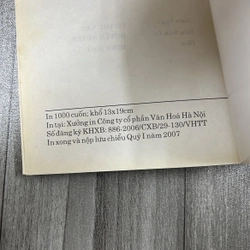 In 1000 cuốn; khổ 13x19cm
In tại: Xưởng in Công ty cổ phần Văn Hoá Hà Nội
Số đăng ký KHXB: 886-2006/CXB/29-130/VHTT
In xong và nộp lưu chiểu Quý I năm 2007